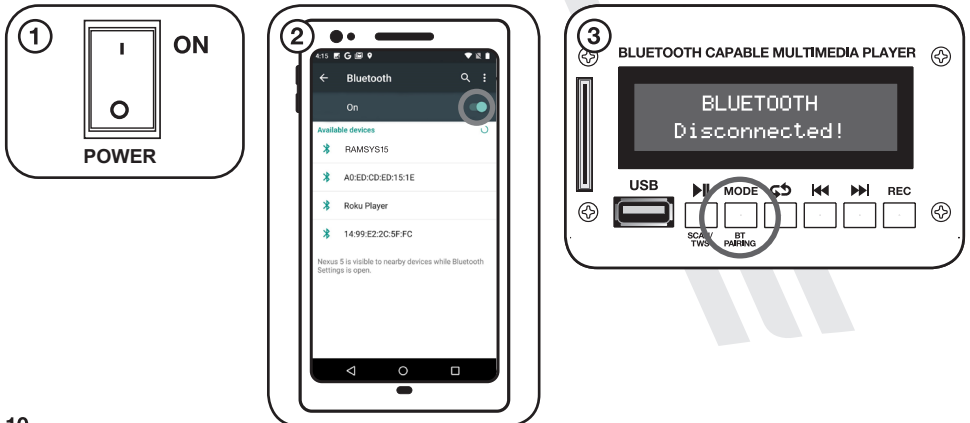 1
ON
POWER
2
4:15
Bluetooth
On
Available devices
RAMSYS15
A0:ED:CD:ED:15:1E
Roku Player
14:99:E2:2C:5F:FC
Nexus 5 is visible to nearby devices while Bluetooth
Settings is open.
3
BLUETOOTH CAPABLE MULTIMEDIA PLAYER
BLUETOOTH
Disconnected!
USB
MODE
REC
SCAN/
TWS
BT
PAIRING